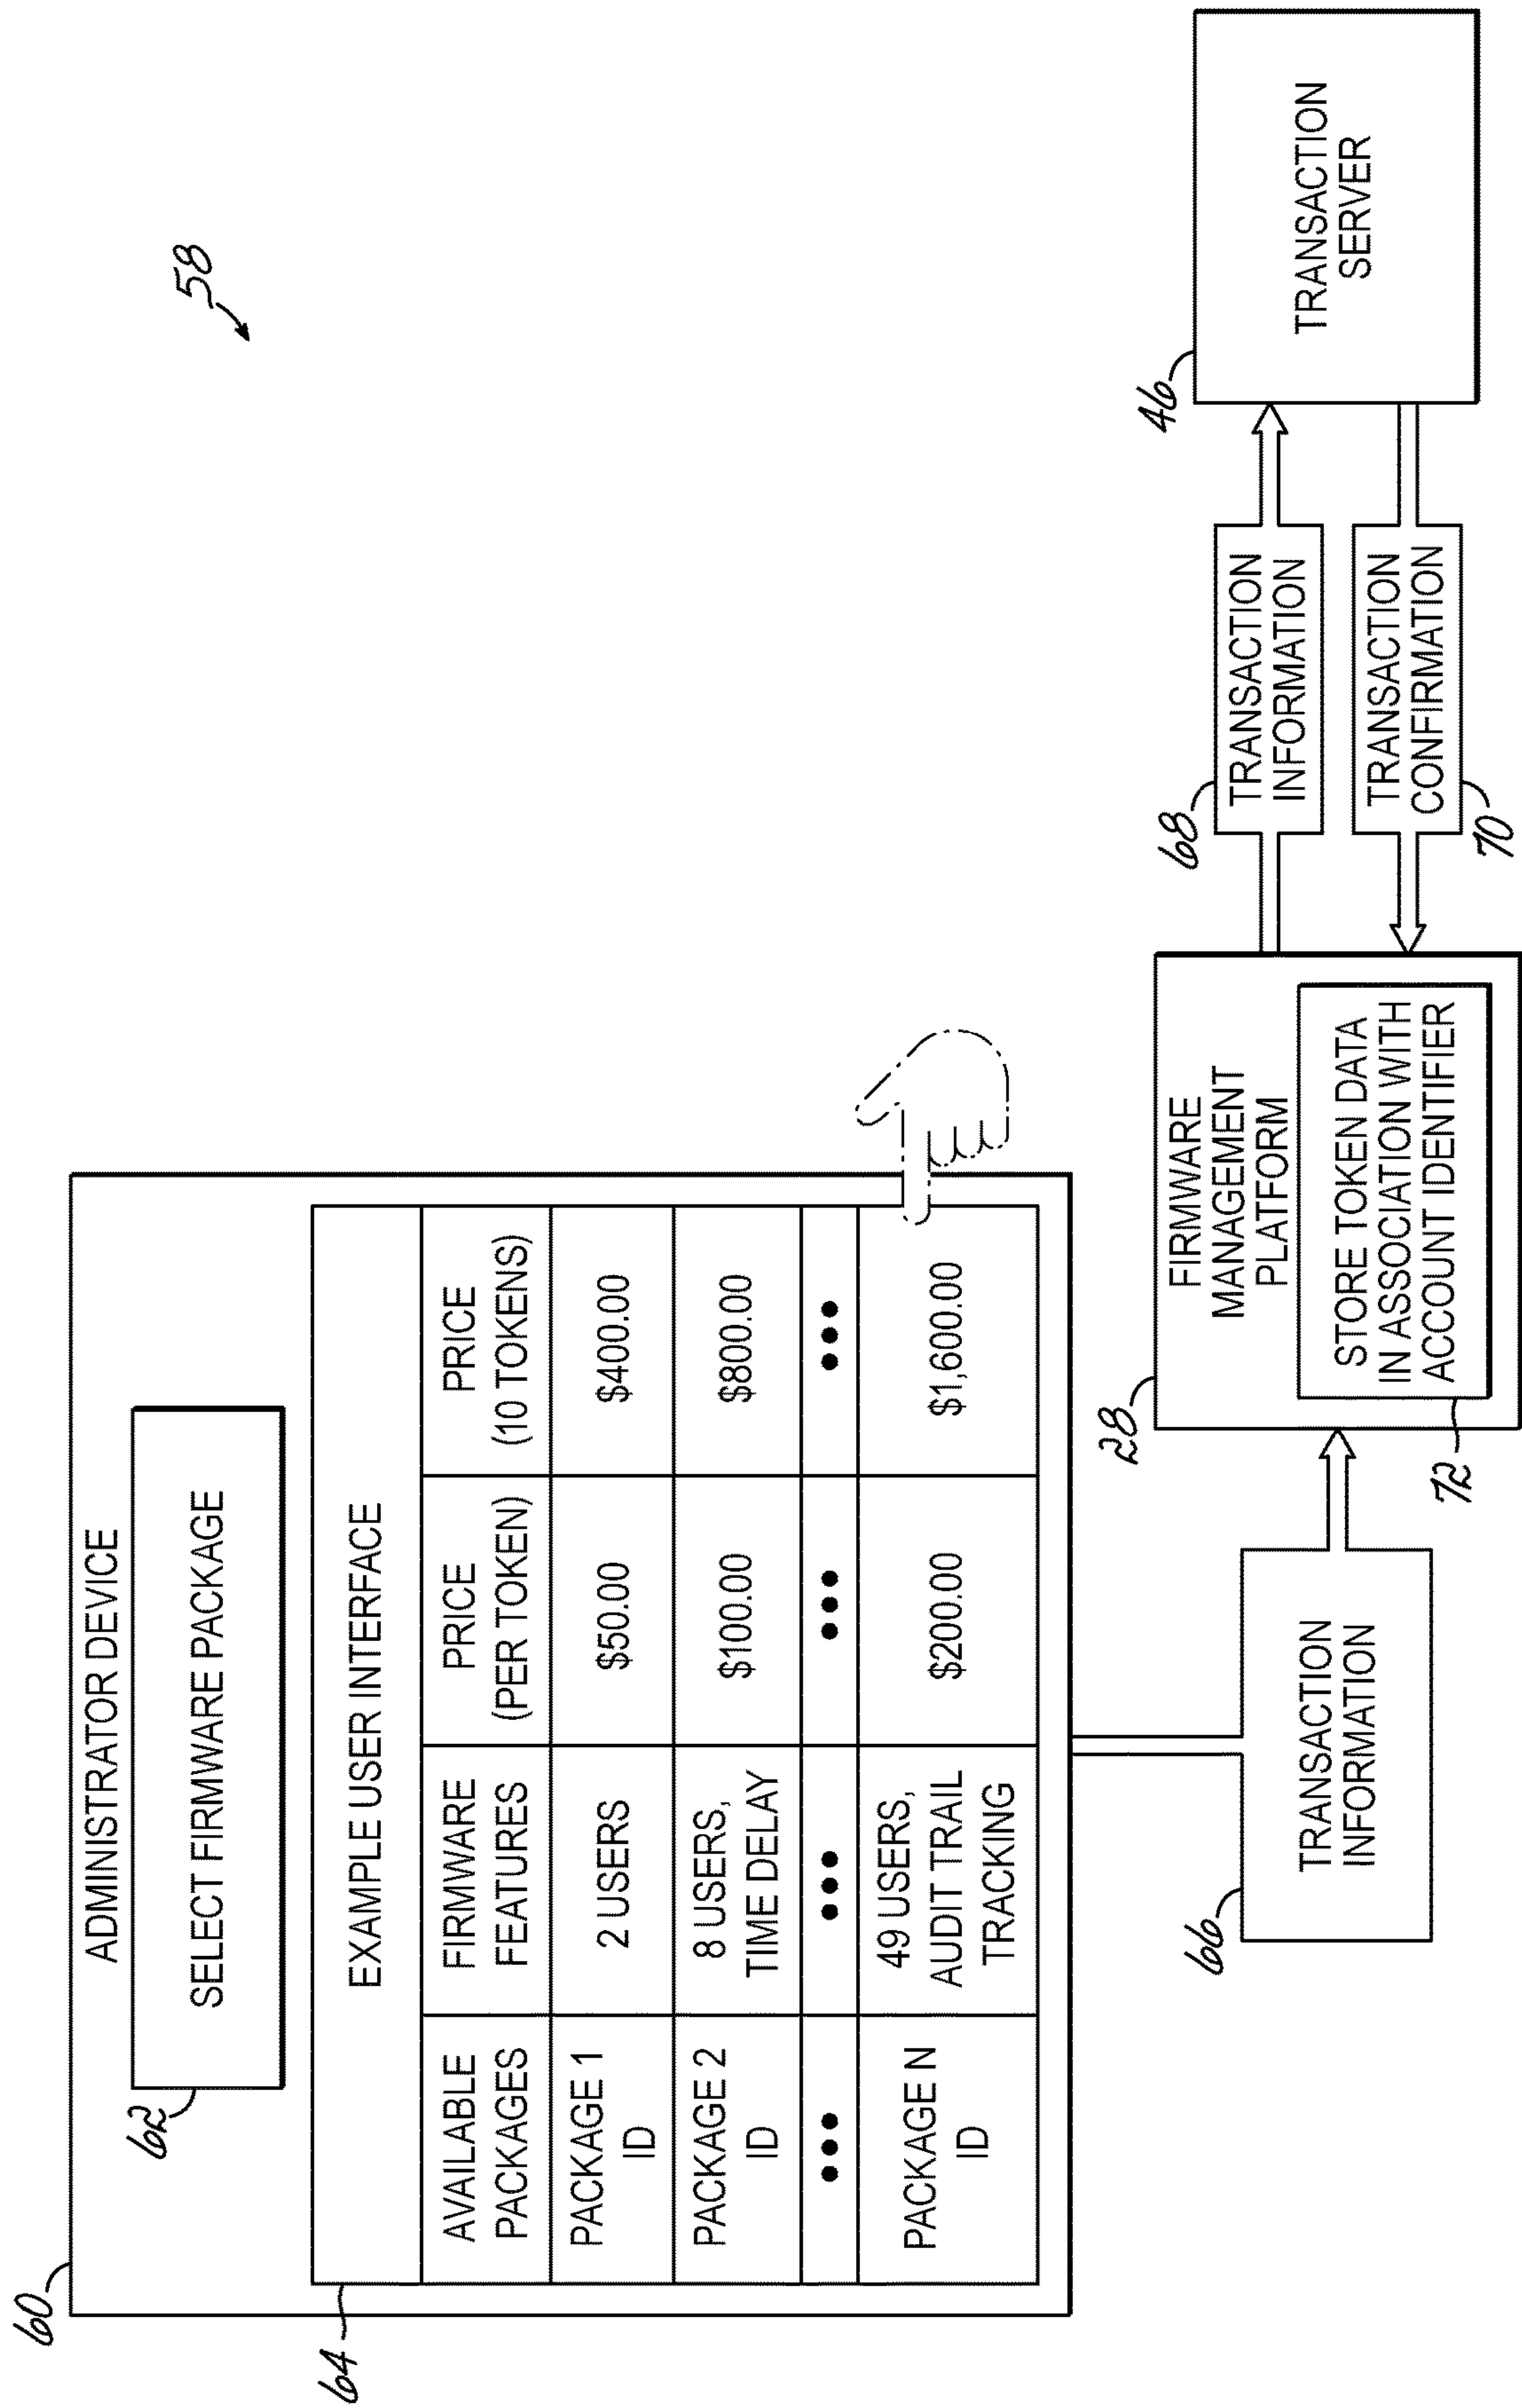 58
60
ADMINISTRATOR DEVICE
62
SELECT FIRMWARE PACKAGE
64
EXAMPLE USER INTERFACE
AVAILABLE
PACKAGES
FIRMWARE
FEATURES
PRICE
(PER TOKEN)
PRICE
(10 TOKENS)
PACKAGE 1
ID
2 USERS
$50.00
$400.00
PACKAGE 2
ID
8 USERS,
TIME DELAY
$100.00
$800.00
PACKAGE N
ID
49 USERS,
AUDIT TRAIL
TRACKING
$200.00
$1,600.00
66
TRANSACTION
INFORMATION
28
FIRMWARE
MANAGEMENT
PLATFORM
72
STORE TOKEN DATA
IN ASSOCIATION WITH
ACCOUNT IDENTIFIER
68
TRANSACTION
INFORMATION
TRANSACTION
CONFIRMATION
70
46
TRANSACTION
SERVER